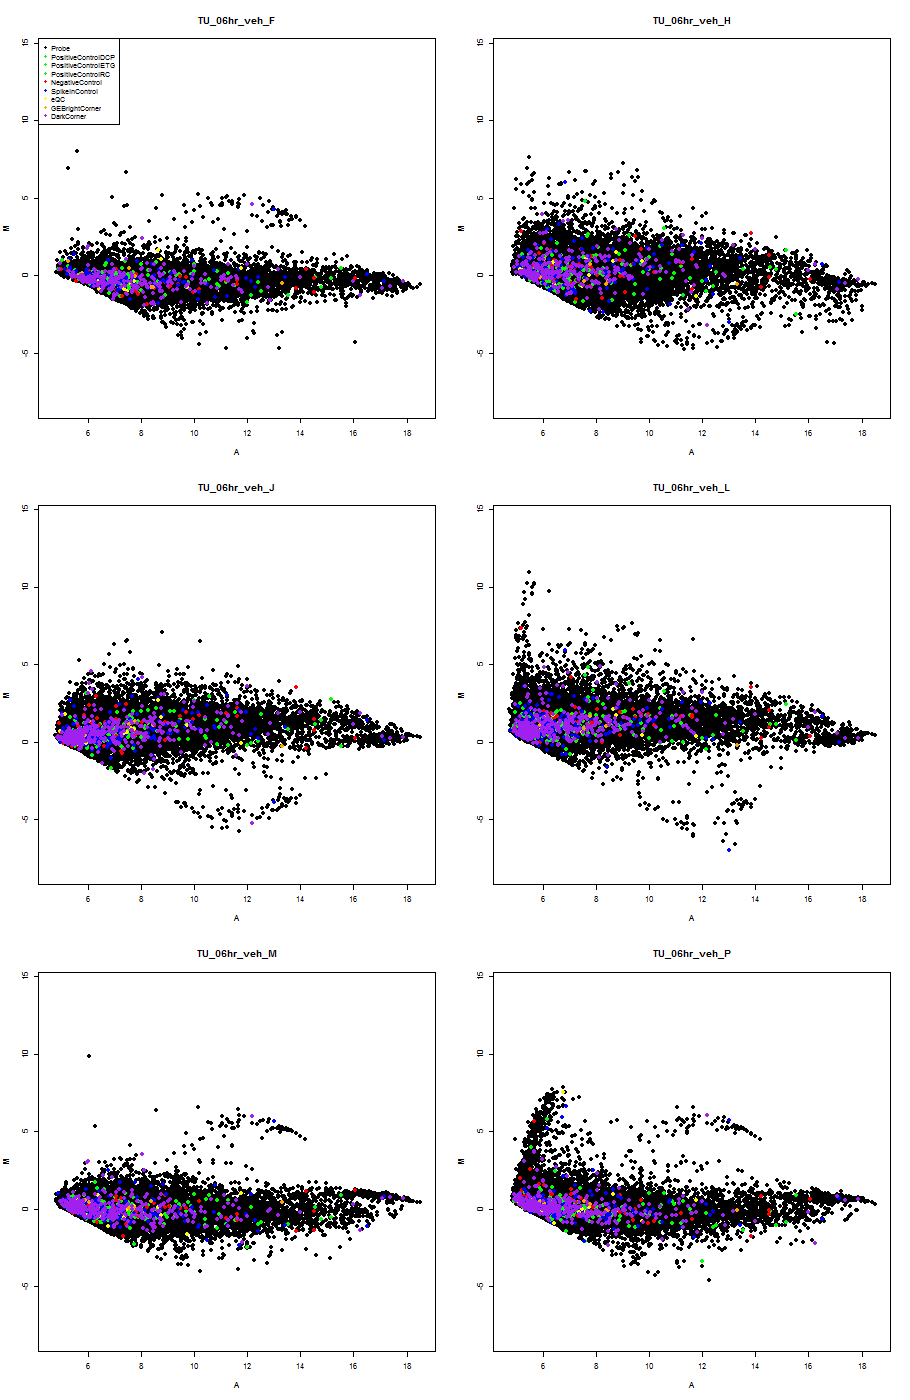 TU_06hr_veh_F
15
10
5
0
-5
M
Probe
PositiveControlDCP
PositiveControlETG
PositiveControlRC
NegativeControl
SpikeInControl
eQC
GEBrightCorner
DarkCorner
6 8 10 12 14 16 18
A
TU_06hr_veh_H
15
10
5
0
-5
M
6 8 10 12 14 16 18
A
TU_06hr_veh_J
15
10
5
0
-5
M
6 8 10 12 14 16 18
A
TU_06hr_veh_L
15
10
5
0
-5
M
6 8 10 12 14 16 18
A
TU_06hr_veh_M
15
10
5
0
-5
M
6 8 10 12 14 16 18
A
TU_06hr_veh_P
15
10
5
0
-5
M
6 8 10 12 14 16 18
A